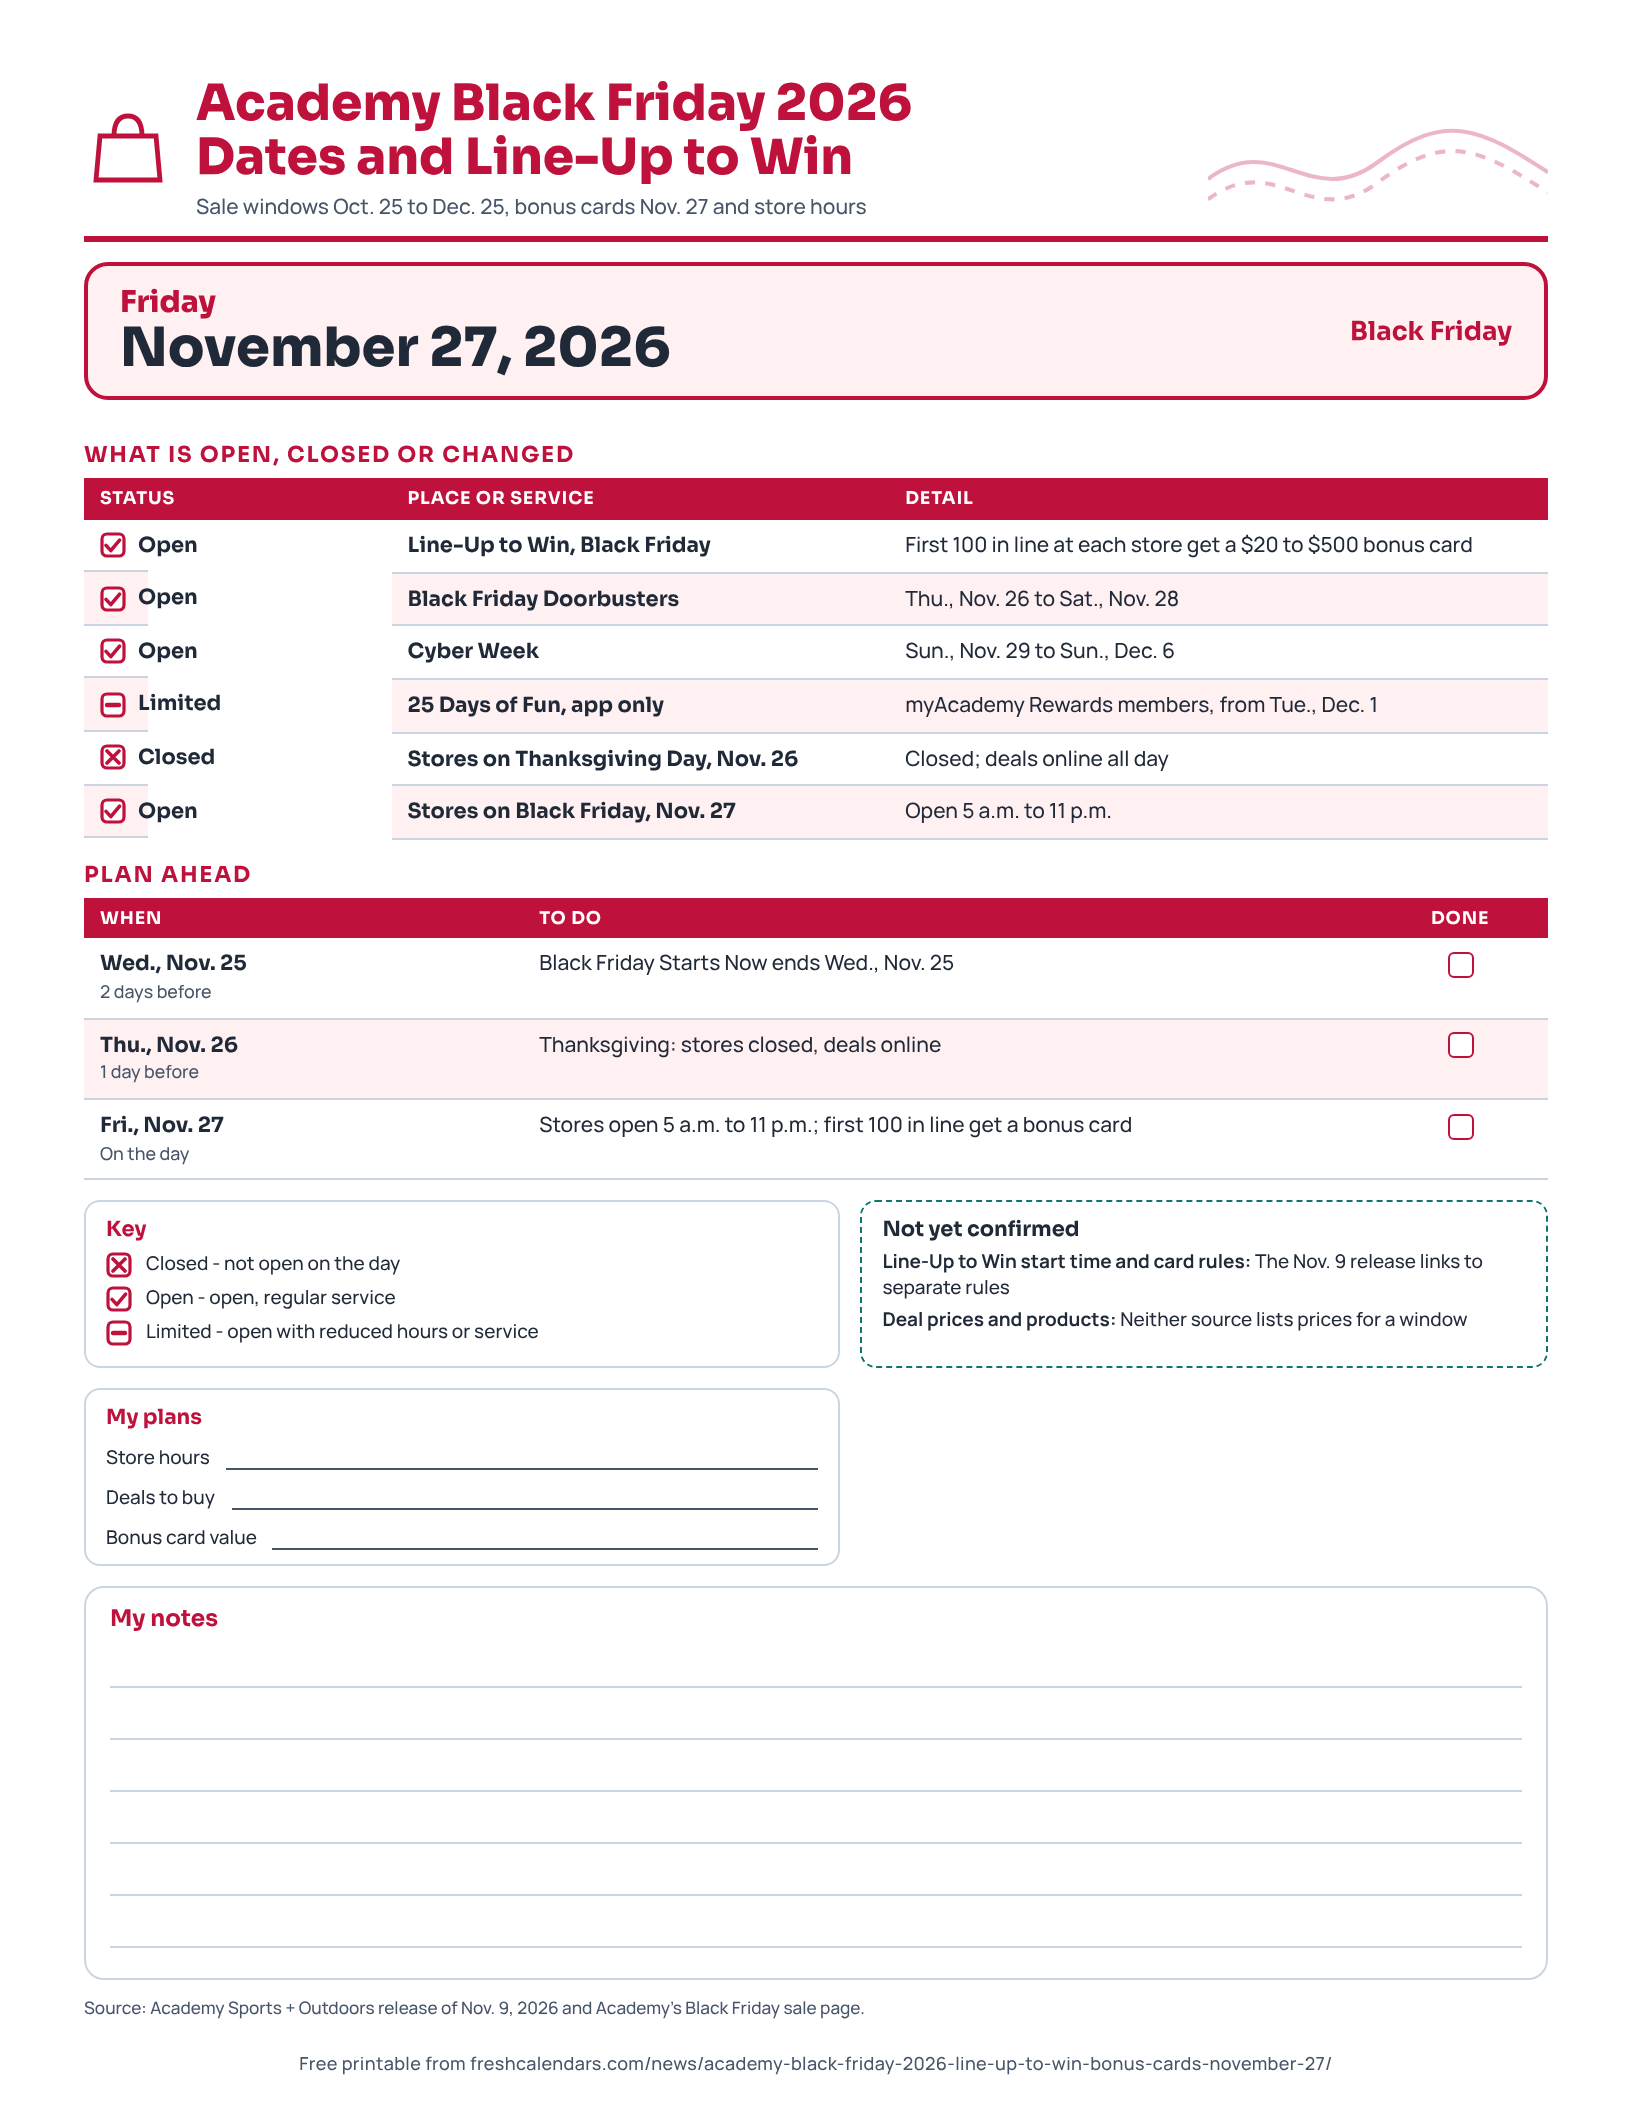 Academy Black Friday 2026
Dates and Line-Up to Win
Sale windows Oct. 25 to Dec. 25, bonus cards Nov. 27 and store hours
Friday
November 27, 2026
Black Friday
WHAT IS OPEN, CLOSED OR CHANGED
STATUS PLACE OR SERVICE DETAIL
Open Line-Up to Win, Black Friday First 100 in line at each store get a $20 to $500 bonus card
Open Black Friday Doorbusters Thu., Nov. 26 to Sat., Nov. 28
Open Cyber Week Sun., Nov. 29 to Sun., Dec. 6
Limited 25 Days of Fun, app only myAcademy Rewards members, from Tue., Dec. 1
Closed Stores on Thanksgiving Day, Nov. 26 Closed; deals online all day
Open Stores on Black Friday, Nov. 27 Open 5 a.m. to 11 p.m.
PLAN AHEAD
WHEN TO DO DONE
Wed., Nov. 25 Black Friday Starts Now ends Wed., Nov. 25
2 days before
Thu., Nov. 26 Thanksgiving: stores closed, deals online
1 day before
Fri., Nov. 27 Stores open 5 a.m. to 11 p.m.; first 100 in line get a bonus card
On the day
Key
Closed - not open on the day
Open - open, regular service
Limited - open with reduced hours or service
Not yet confirmed
Line-Up to Win start time and card rules: The Nov. 9 release links to
separate rules
Deal prices and products: Neither source lists prices for a window
My plans
Store hours
Deals to buy
Bonus card value
My notes
Source: Academy Sports + Outdoors release of Nov. 9, 2026 and Academy's Black Friday sale page.
Free printable from freshcalendars.com/news/academy-black-friday-2026-line-up-to-win-bonus-cards-november-27/